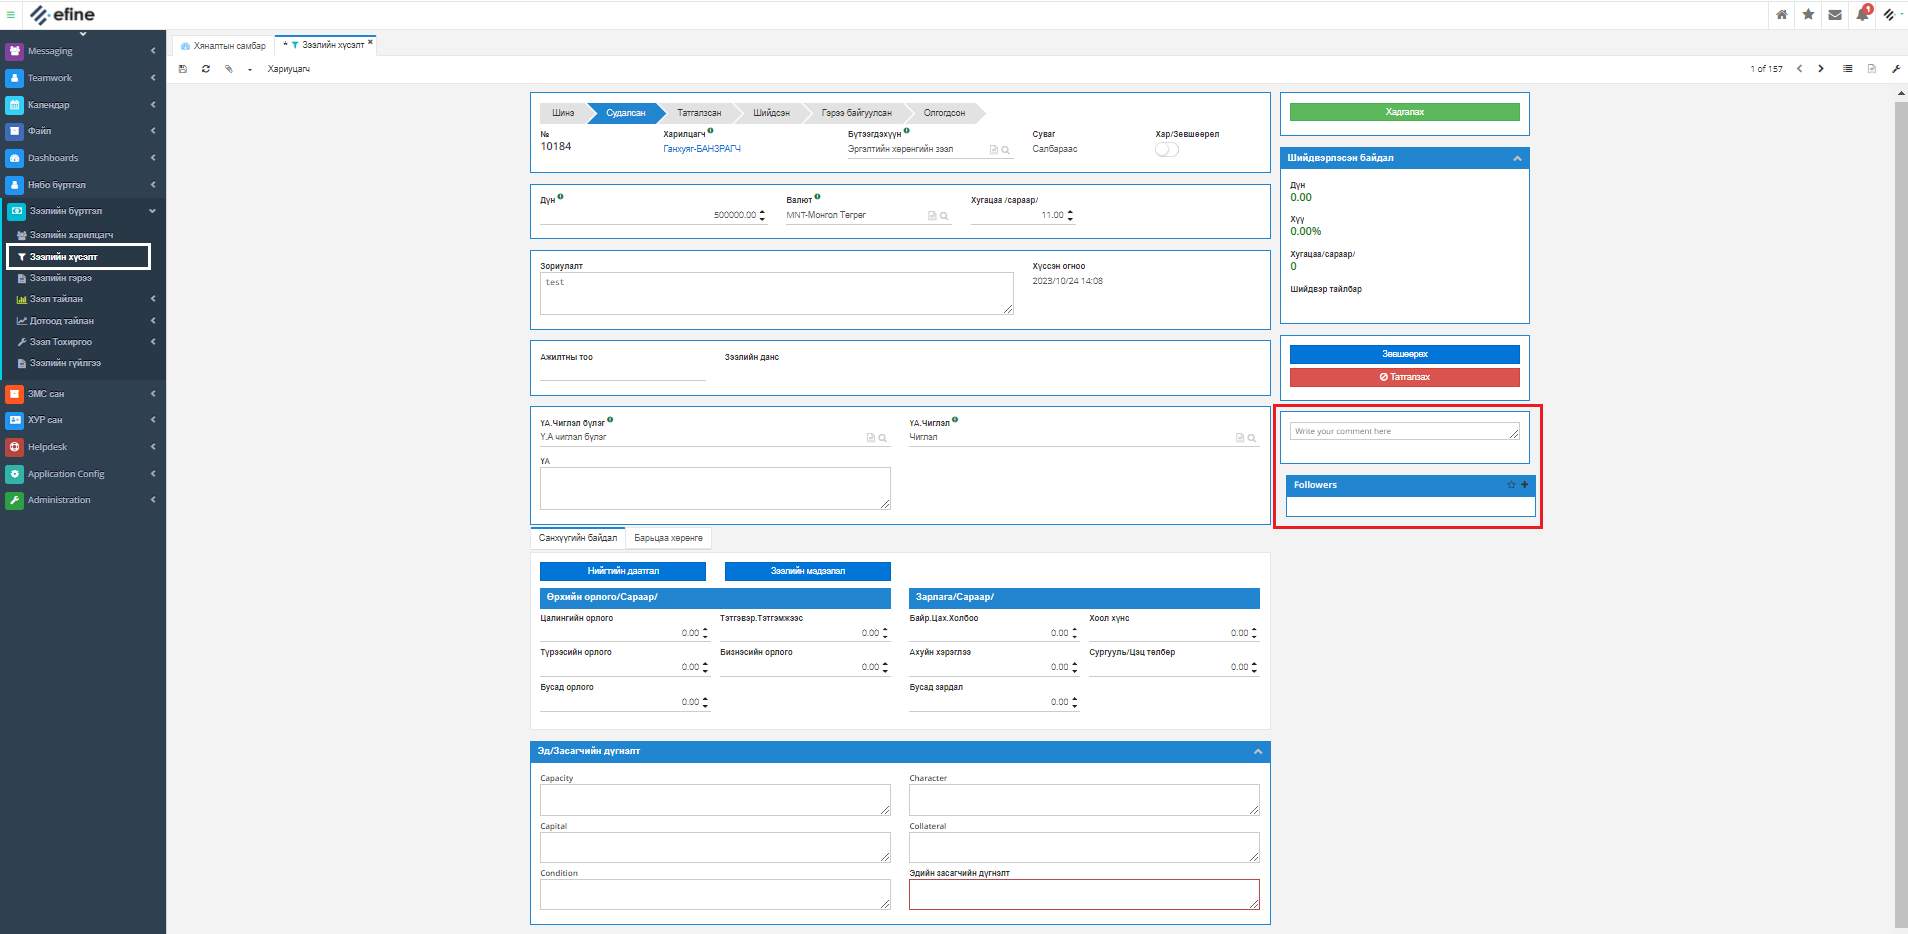 efine
1
Messaging
Teamwork
Календар
Файл
Dashboards
Нябо бүртгэл
Зээлийн бүртгэл
Зээлийн харилцагч
Зээлийн хүсэлт
Зээлийн гэрээ
Зээл тайлан
Дотоод тайлан
Зээл Тохиргоо
Зээлийн гүйлгээ
ЗМС сан
ХУР сан
Helpdesk
Application Config
Administration
Хяналтын самбар
* Зээлийн хүсэлт ×
Хариуцагч
1 of 157
Шинэ Судалсан Татгалзсан Шийдсэн Гэрээ байгуулсан Олгогдсон
№ Харилцагч Бүтээгдэхүүн Суваг Хар/Зөвшөөрөл
10184 Ганхуяг-БАНЗРАГЧ Эргэлтийн хөрөнгийн зээл Салбараас
Дүн Валют Хугацаа /сараар/
500000.00 MNT-Монгол Төгрөг 11.00
Зориулалт Хүссэн огноо
test 2023/10/24 14:08
Ажилтны тоо Зээлийн данс
ҮА.Чиглэл бүлэг ҮА.Чиглэл
Ү.А чиглэл бүлэг Чиглэл
ҮА
Санхүүгийн байдал Барьцаа хөрөнгө
Нийгтийн даатгал Зээлийн мэдээлэл
Өрхийн орлого/Сараар/ Зарлага/Сараар/
Цалингийн орлого Тэтгэвэр.Тэтгэмжээс Байр.Цах.Холбоо Хоол хүнс
0.00 0.00 0.00 0.00
Түрээсийн орлого Бизнэсийн орлого Ахуйн хэрэглээ Сургууль/Цэц төлбөр
0.00 0.00 0.00 0.00
Бусад орлого Бусад зардал
0.00 0.00
Эд/Засагчийн дүгнэлт
Capacity Character
Capital Collateral
Condition Эдийн засагчийн дүгнэлт
Хадгалах
Шийдвэрлэсэн байдал
Дүн
0.00
Хүү
0.00%
Хугацаа/сараар/
0
Шийдвэр тайлбар
Зөвшөөрөх
Татгалзах
Write your comment here
Followers